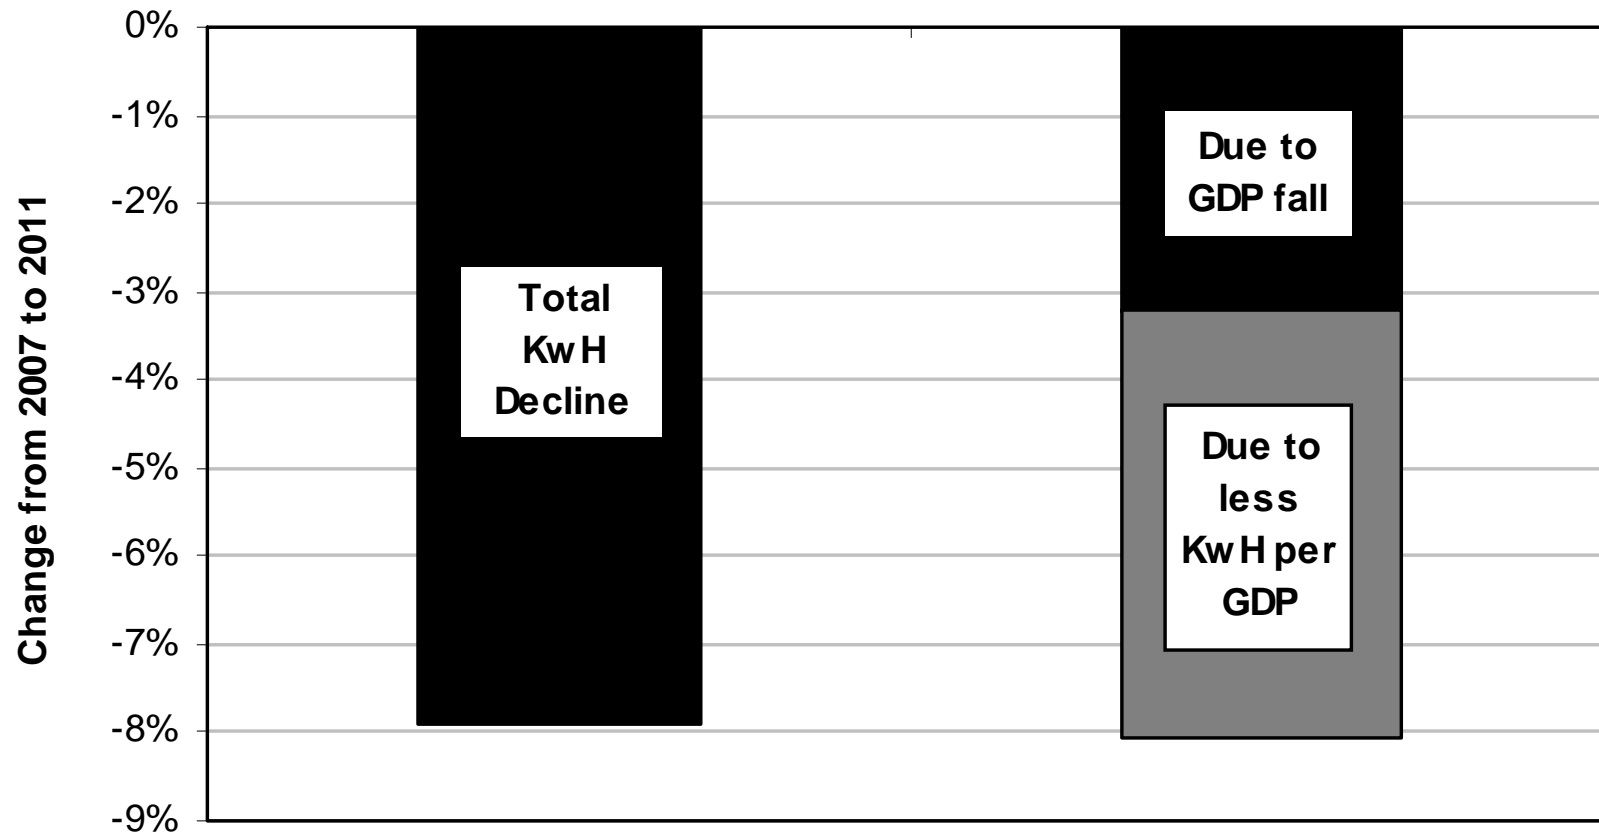 0%
-1%
-2%
-3%
-4%
-5%
-6%
-7%
-8%
-9%
Change from 2007 to 2011
Total
KwH
Decline
Due to
GDP fall
Due to
less
KwH per
GDP